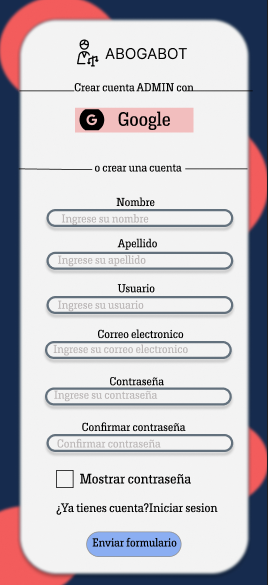 ABOGABOT
Crear cuenta ADMIN con
G Google
o crear una cuenta
Nombre
Ingrese su nombre
Apellido
Ingrese su apellido
Usuario
Ingrese su usuario
Correo electronico
Ingrese su correo electronico
Contraseña
Ingrese su contraseña
Confirmar contraseña
Confirmar contraseña
Mostrar contraseña
¿Ya tienes cuenta?Iniciar sesion
Enviar formulario